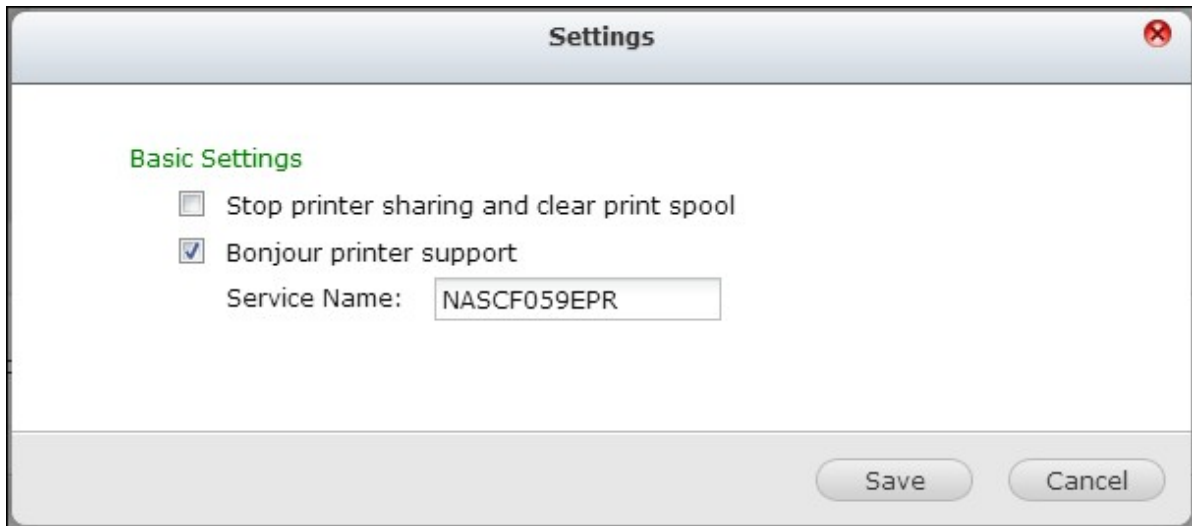 Settings
Basic Settings
Stop printer sharing and clear print spool
Bonjour printer support
Service Name: NASCF059EPR
Save Cancel